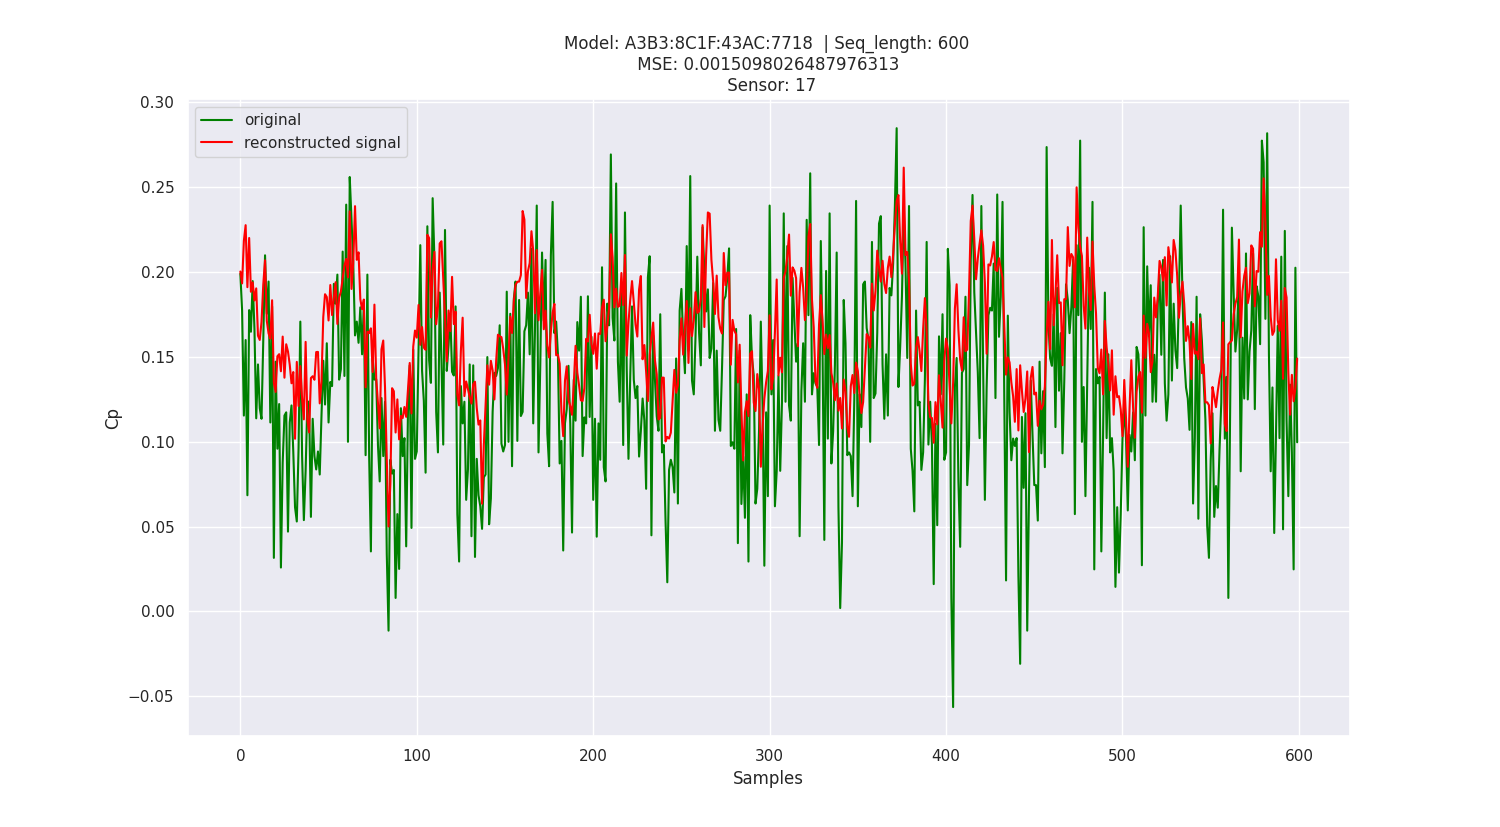 Model: A3B3:8C1F:43AC:7718 | Seq_length: 600
MSE: 0.0015098026487976313
Sensor: 17
original
reconstructed signal
0.30
0.25
0.20
0.15
0.10
0.05
0.00
−0.05
Cp
0 100 200 300 400 500 600
Samples